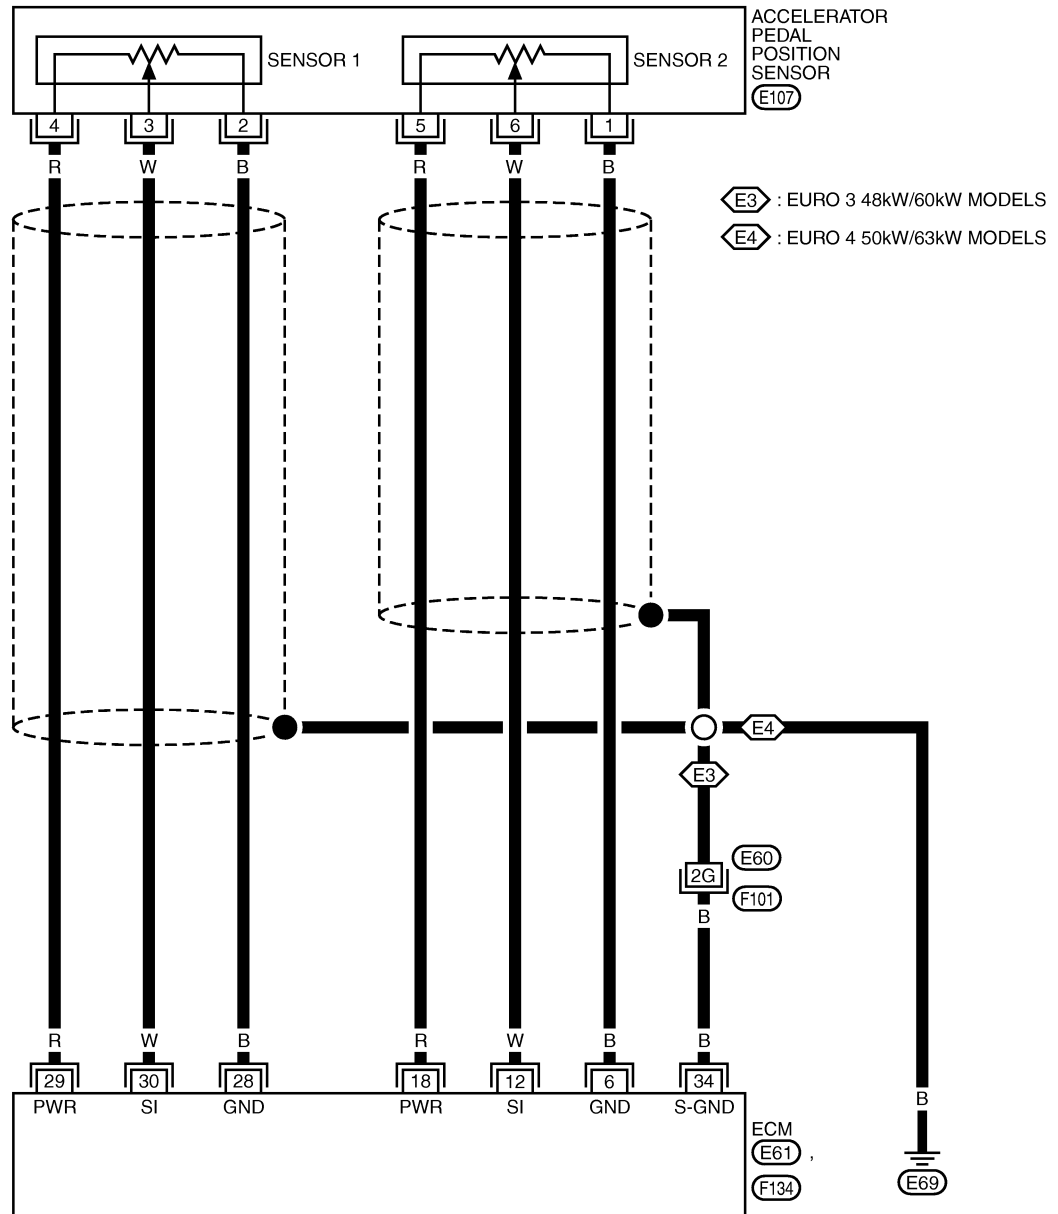 ACCELERATOR
PEDAL
POSITION
SENSOR
E107
SENSOR 1
SENSOR 2
4 3 2 5 6 1
R W B R W B
E3 : EURO 3 48kW/60kW MODELS
E4 : EURO 4 50kW/63kW MODELS
E4
E3
E60
2G
F101
B
R W B R W B B
29 30 28 18 12 6 34
PWR SI GND PWR SI GND S-GND
B
ECM
E61 ,
F134
E69